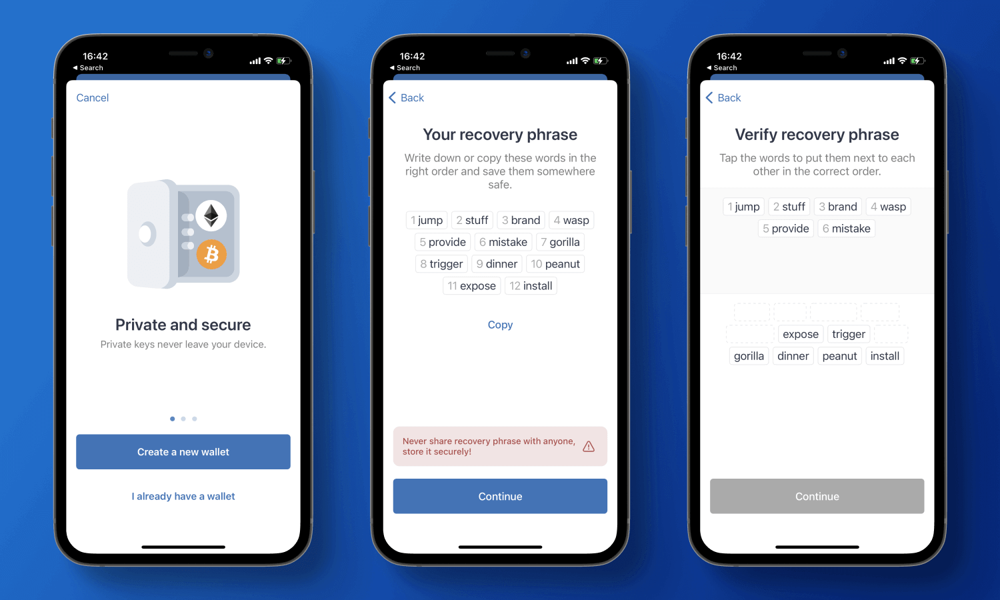 16:42
◀ Search
Cancel
Private and secure
Private keys never leave your device.
Create a new wallet
I already have a wallet
16:42
◀ Search
Back
Your recovery phrase
Write down or copy these words in the
right order and save them somewhere
safe.
1 jump 2 stuff 3 brand 4 wasp
5 provide 6 mistake 7 gorilla
8 trigger 9 dinner 10 peanut
11 expose 12 install
Copy
Never share recovery phrase with anyone,
store it securely!
Continue
16:42
◀ Search
Back
Verify recovery phrase
Tap the words to put them next to each
other in the correct order.
1 jump 2 stuff 3 brand 4 wasp
5 provide 6 mistake
expose trigger
gorilla dinner peanut install
Continue